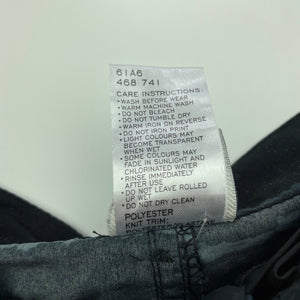 61A6
468 741
CARE INSTRUCTIONS:
•WASH BEFORE WEAR
•WARM MACHINE WASH
•DO NOT BLEACH
•DO NOT TUMBLE DRY
•WARM IRON ON REVERSE
•DO NOT IRON PRINT
•LIGHT COLOURS MAY
BECOME TRANSPARENT
WHEN WET
•SOME COLOURS MAY
FADE IN SUNLIGHT AND
CHLORINATED WATER
•RINSE IMMEDIATELY
AFTER USE
•DO NOT LEAVE ROLLED
UP WET
•DO NOT DRY CLEAN
POLYESTER
KNIT TRIM: